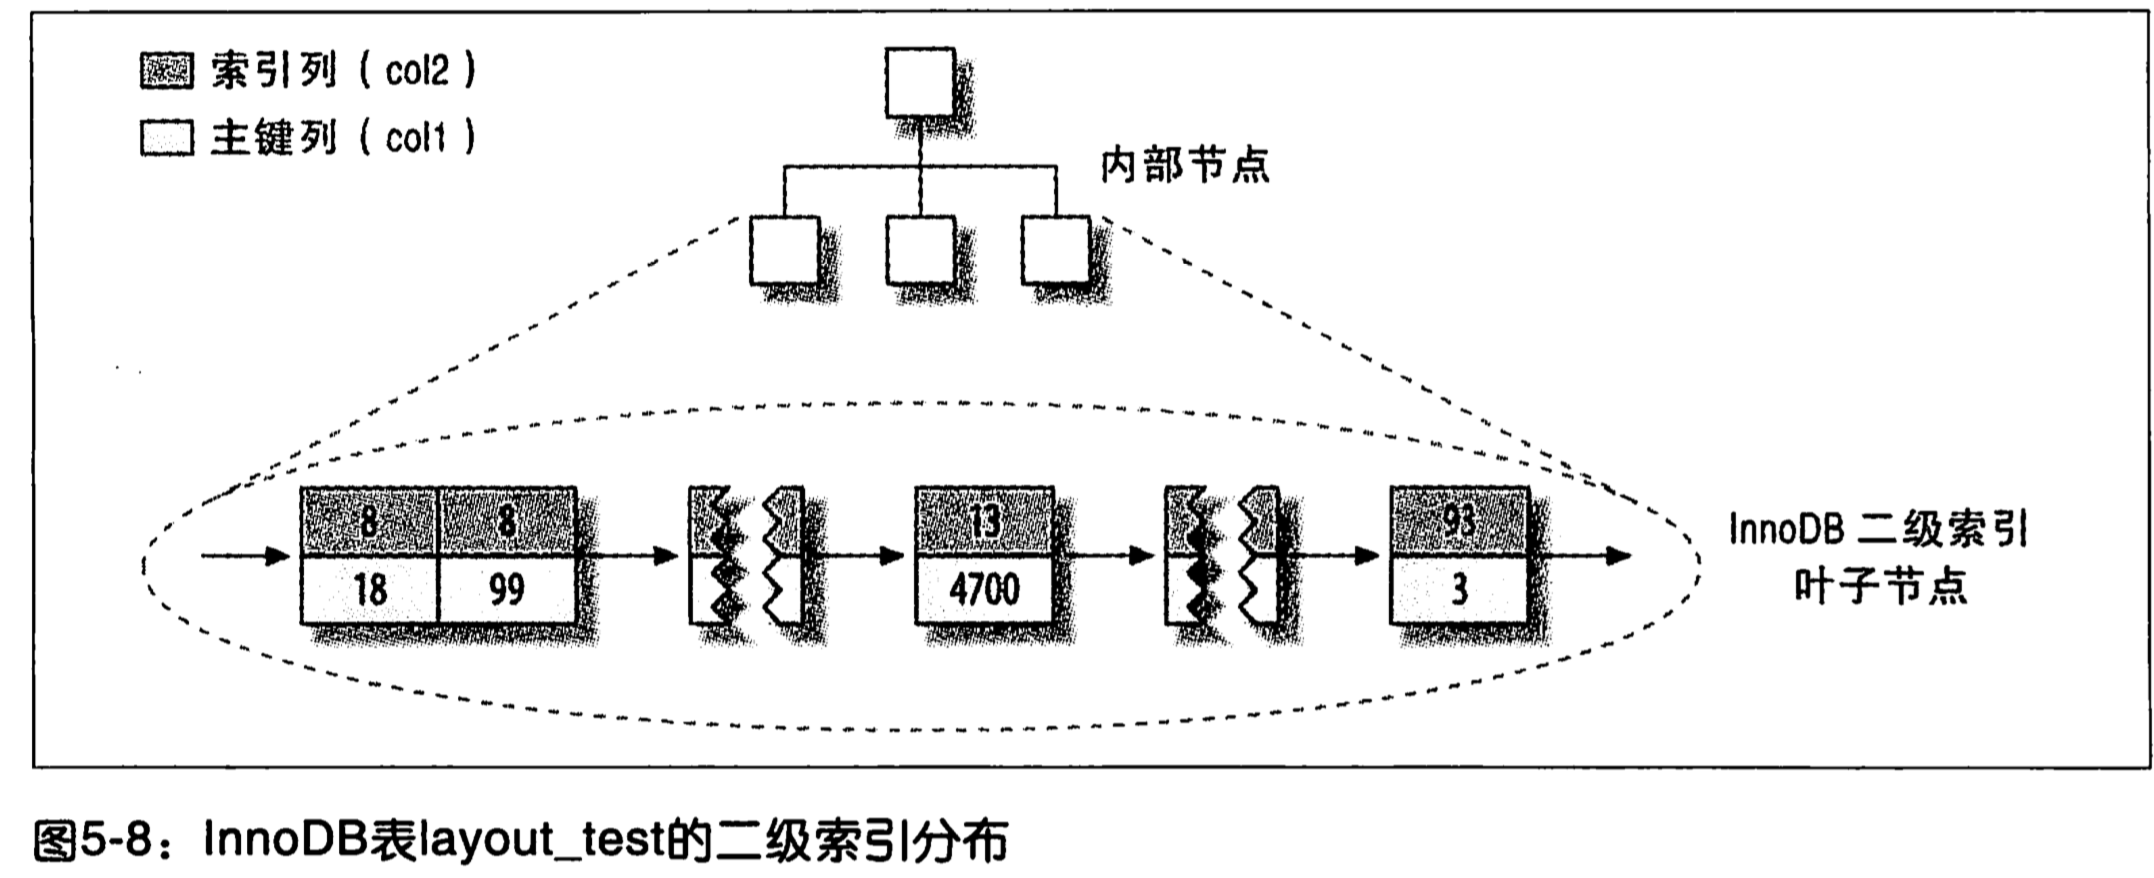 索引列（col2）
主键列（col1）
内部节点
8 8
18 99
13
4700
93
3
InnoDB 二级索引
叶子节点
图5-8：InnoDB表layout_test的二级索引分布